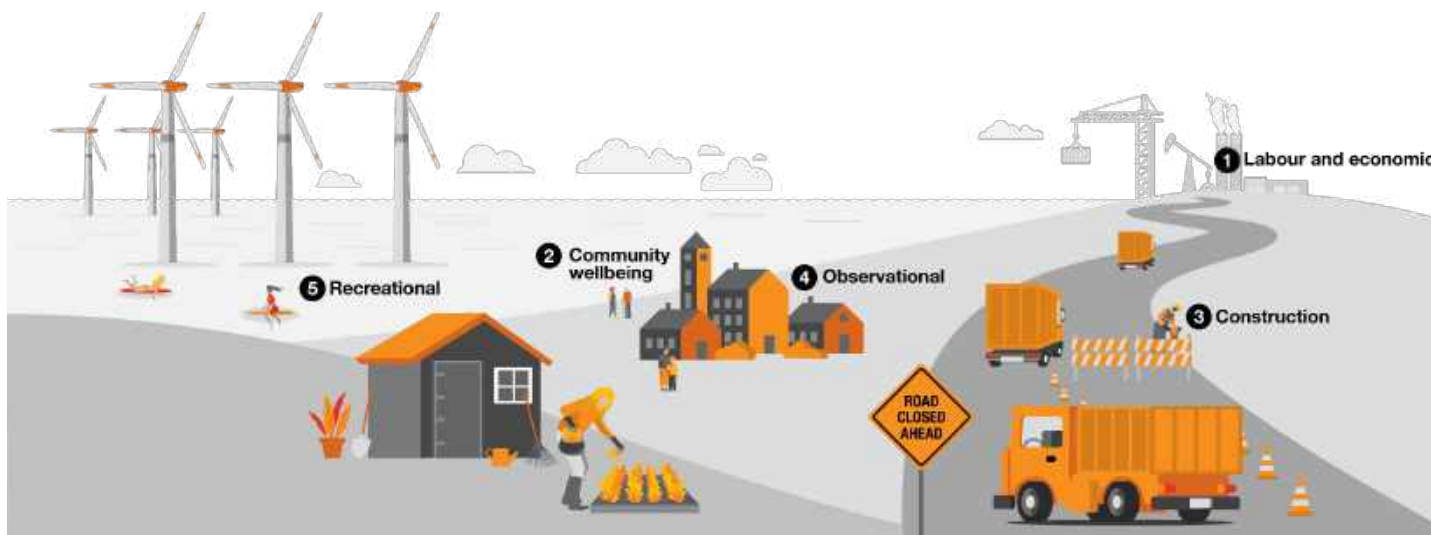 1 Labour and economic
2 Community
wellbeing
4 Observational
5 Recreational
3 Construction
ROAD
CLOSED
AHEAD